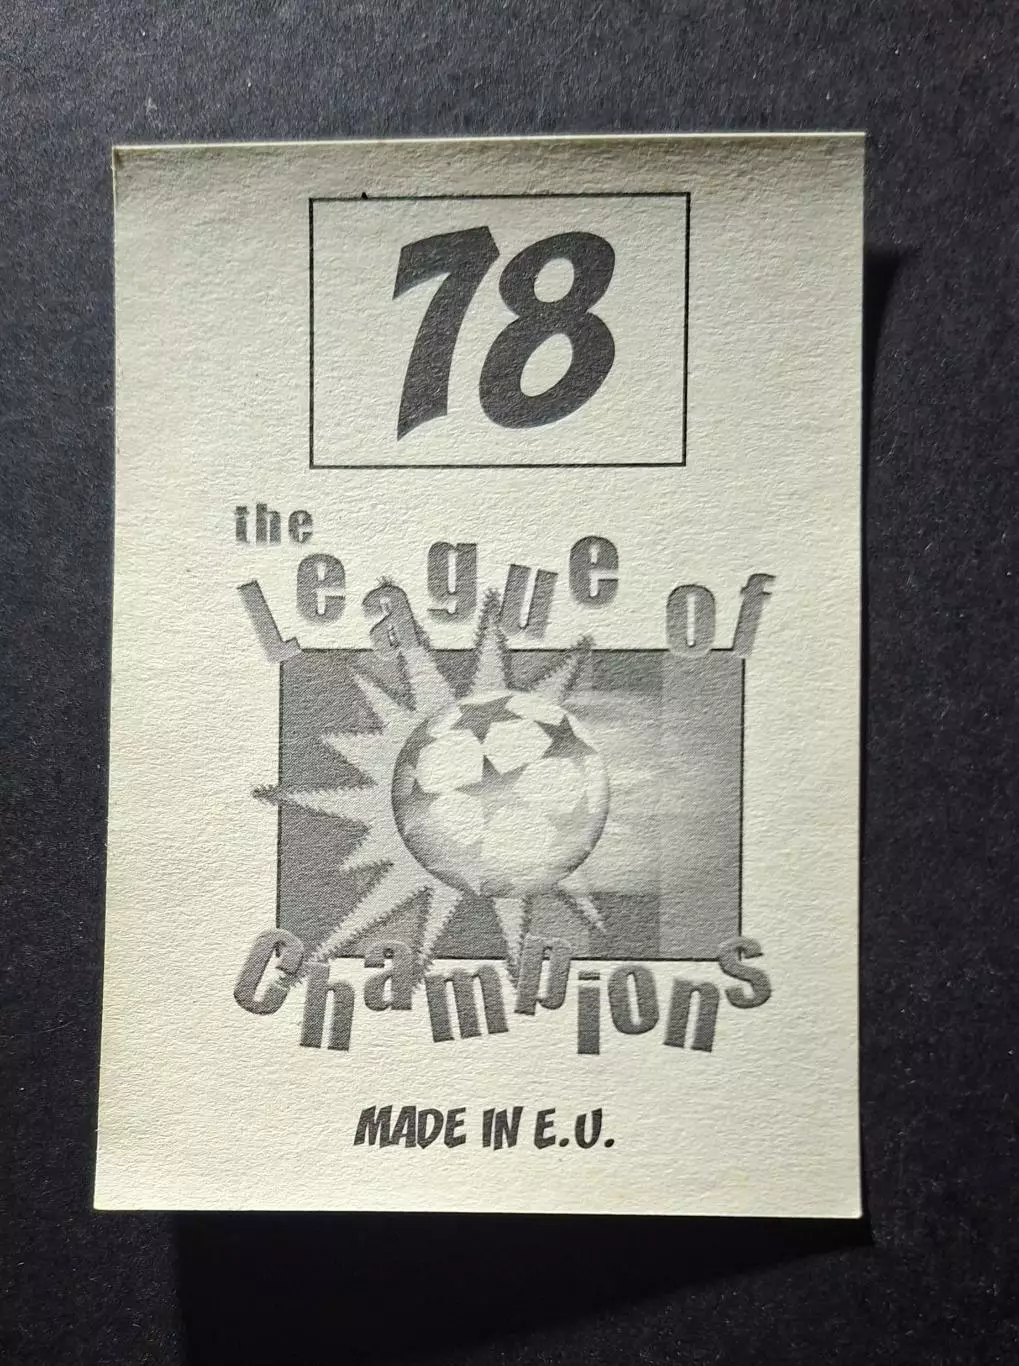 78
the
League of
Champions
MADE IN E.U.